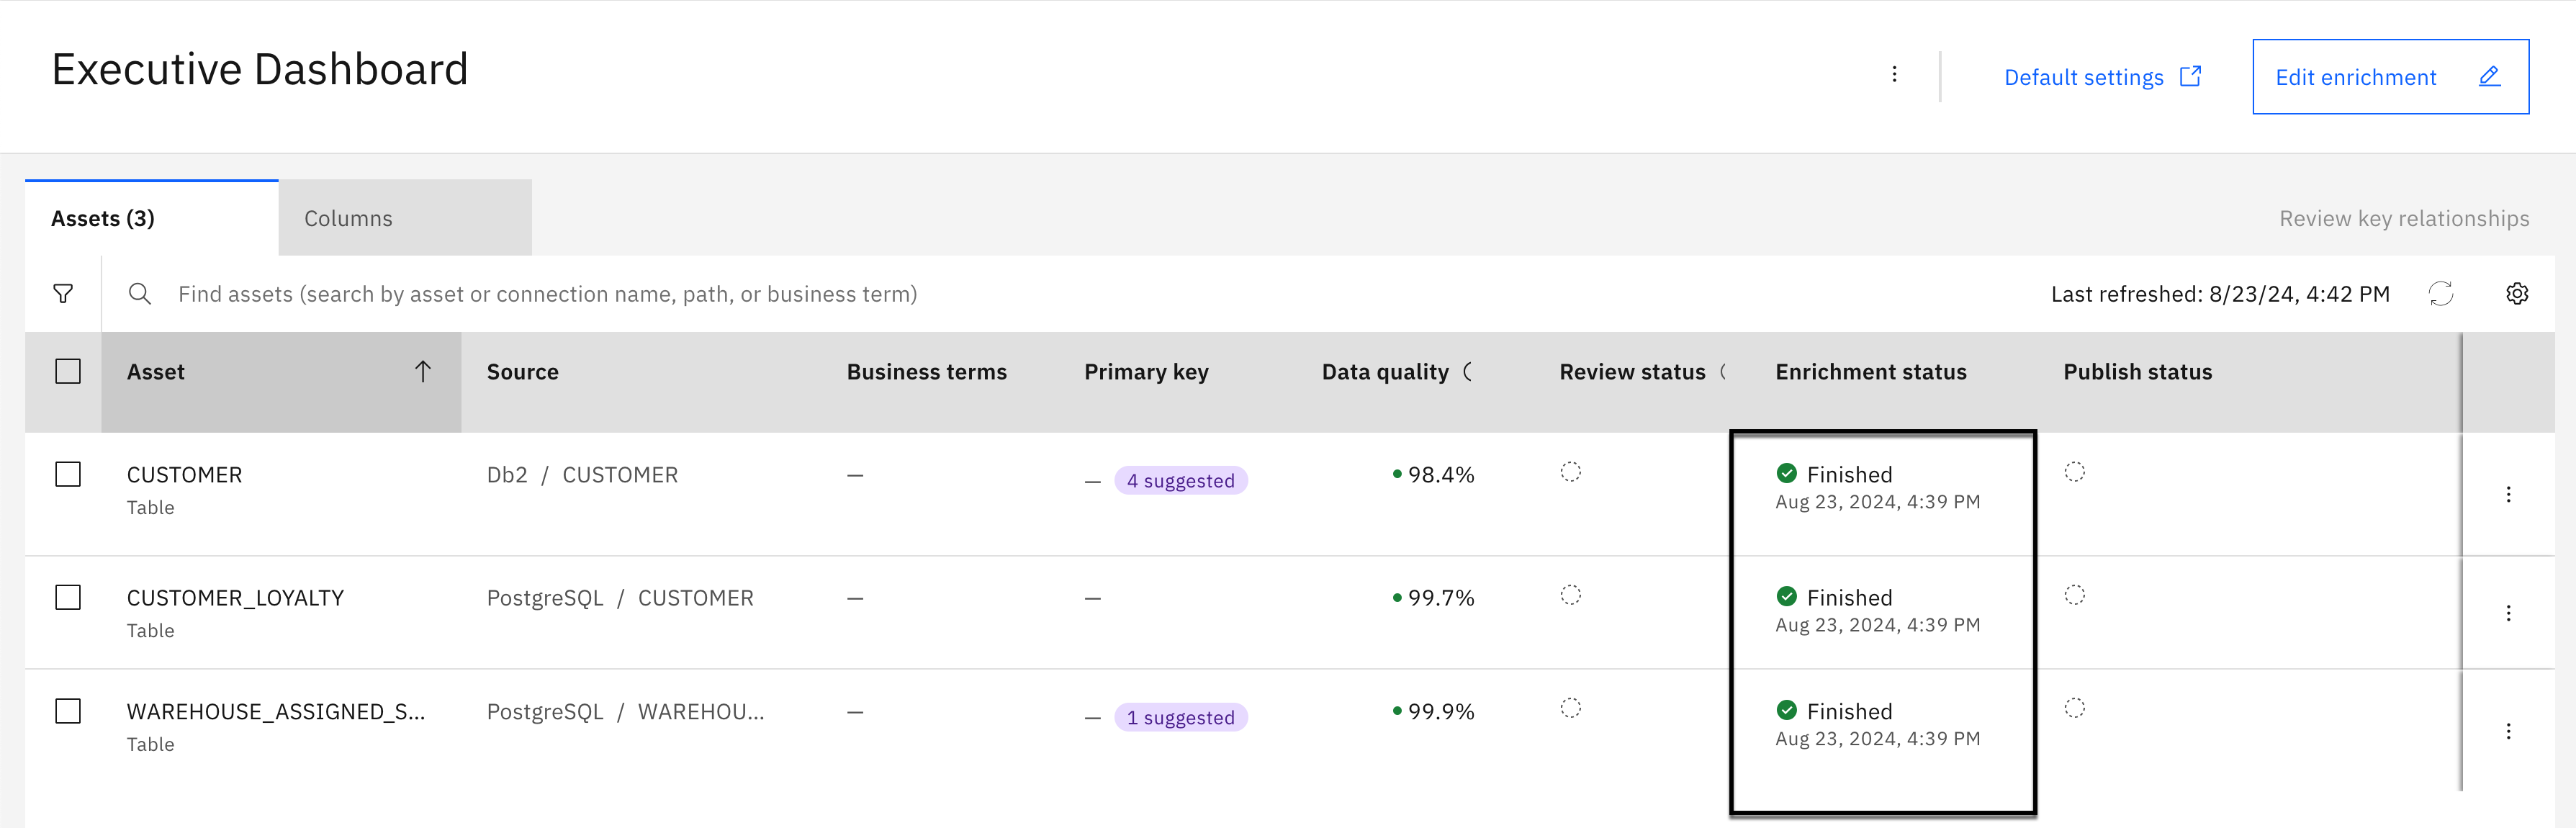 Executive Dashboard
Default settings
Edit enrichment
Assets (3)
Columns
Review key relationships
Find assets (search by asset or connection name, path, or business term)
Last refreshed: 8/23/24, 4:42 PM
Asset Source Business terms Primary key Data quality Review status Enrichment status Publish status
CUSTOMER Db2 / CUSTOMER — — 4 suggested 98.4% Finished
Table Aug 23, 2024, 4:39 PM
CUSTOMER_LOYALTY PostgreSQL / CUSTOMER — — 99.7% Finished
Table Aug 23, 2024, 4:39 PM
WAREHOUSE_ASSIGNED_S... PostgreSQL / WAREHOU... — — 1 suggested 99.9% Finished
Table Aug 23, 2024, 4:39 PM